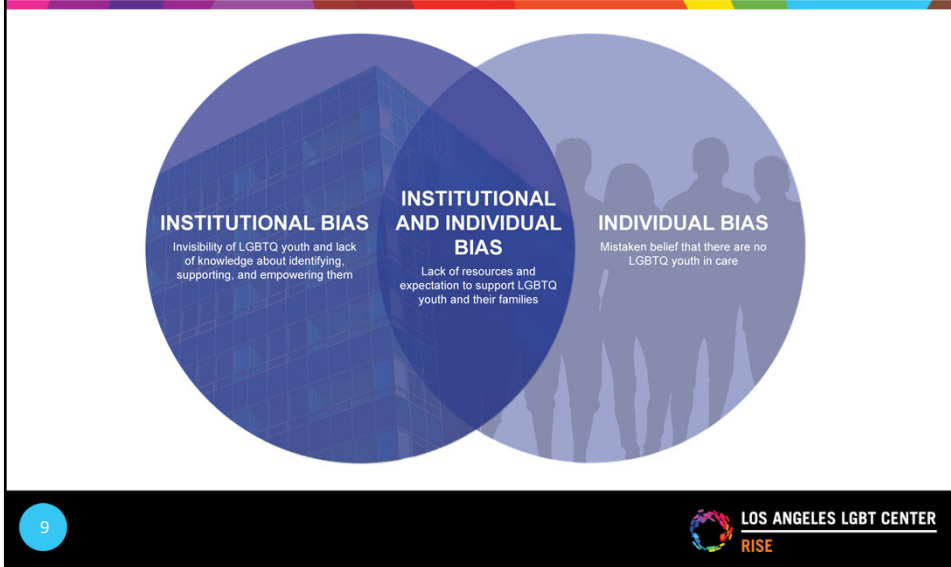 INSTITUTIONAL BIAS
Invisibility of LGBTQ youth and lack
of knowledge about identifying,
supporting, and empowering them
INSTITUTIONAL
AND INDIVIDUAL
BIAS
Lack of resources and
expectation to support LGBTQ
youth and their families
INDIVIDUAL BIAS
Mistaken belief that there are no
LGBTQ youth in care
9
LOS ANGELES LGBT CENTER
RISE